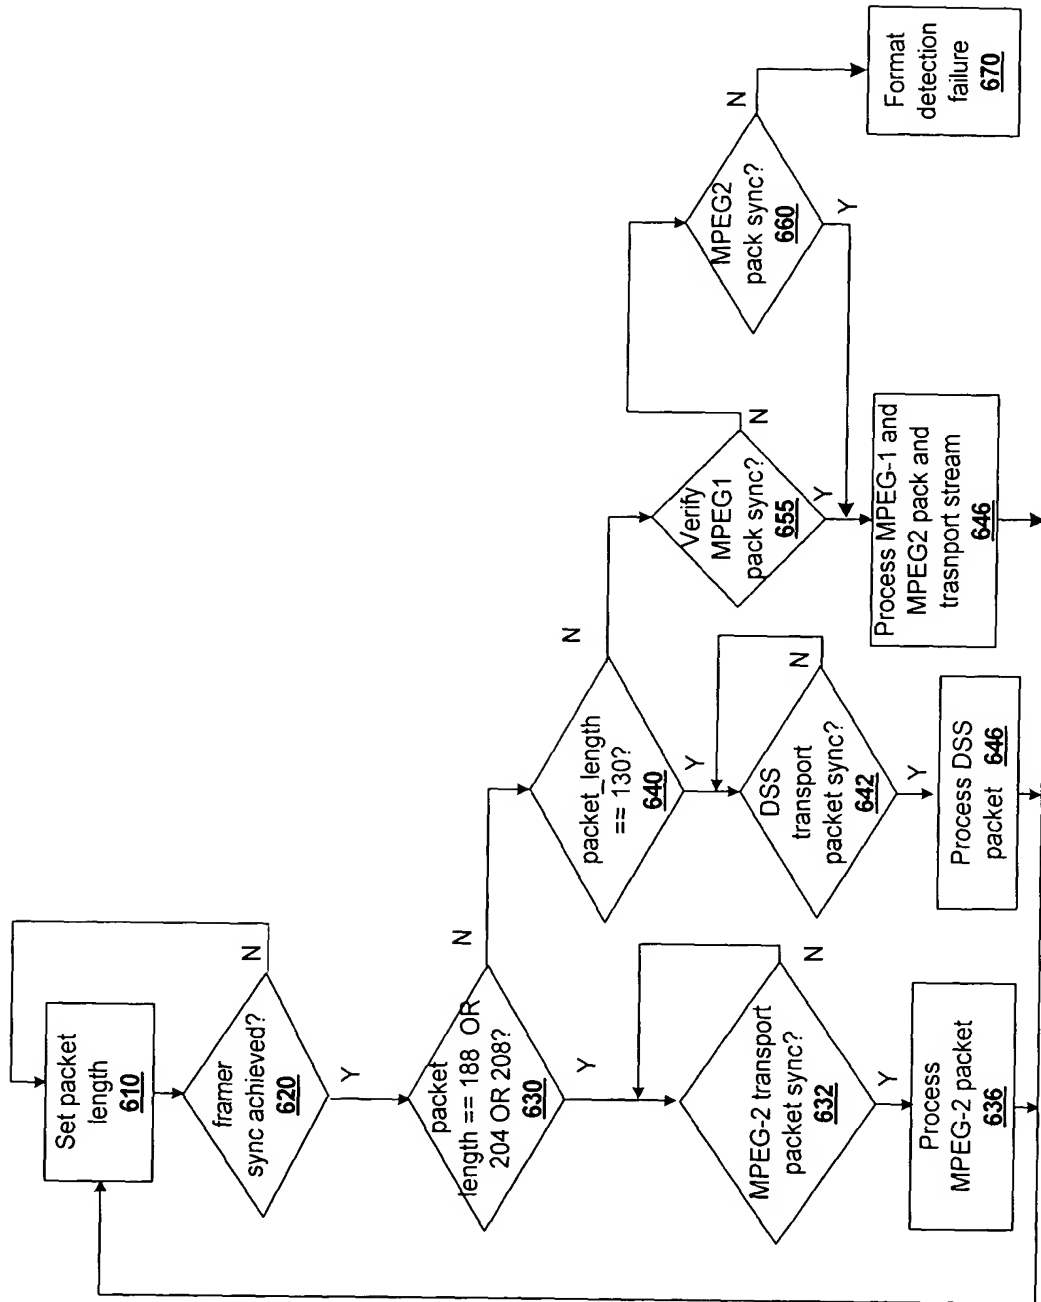 Set packet
length
610
framer
sync achieved?
620
N
Y
packet
length == 188 OR
204 OR 208?
630
N
Y
MPEG-2 transport
packet sync?
632
N
Y
Process
MPEG-2 packet
636
packet_length
== 130?
640
N
Y
DSS
transport
packet sync?
642
N
Y
Process DSS
packet 646
Verify
MPEG1
pack sync?
655
N
Y
Process MPEG-1 and
MPEG2 pack and
trasnport stream
646
MPEG2
pack sync?
660
N
Y
Format
detection
failure
670